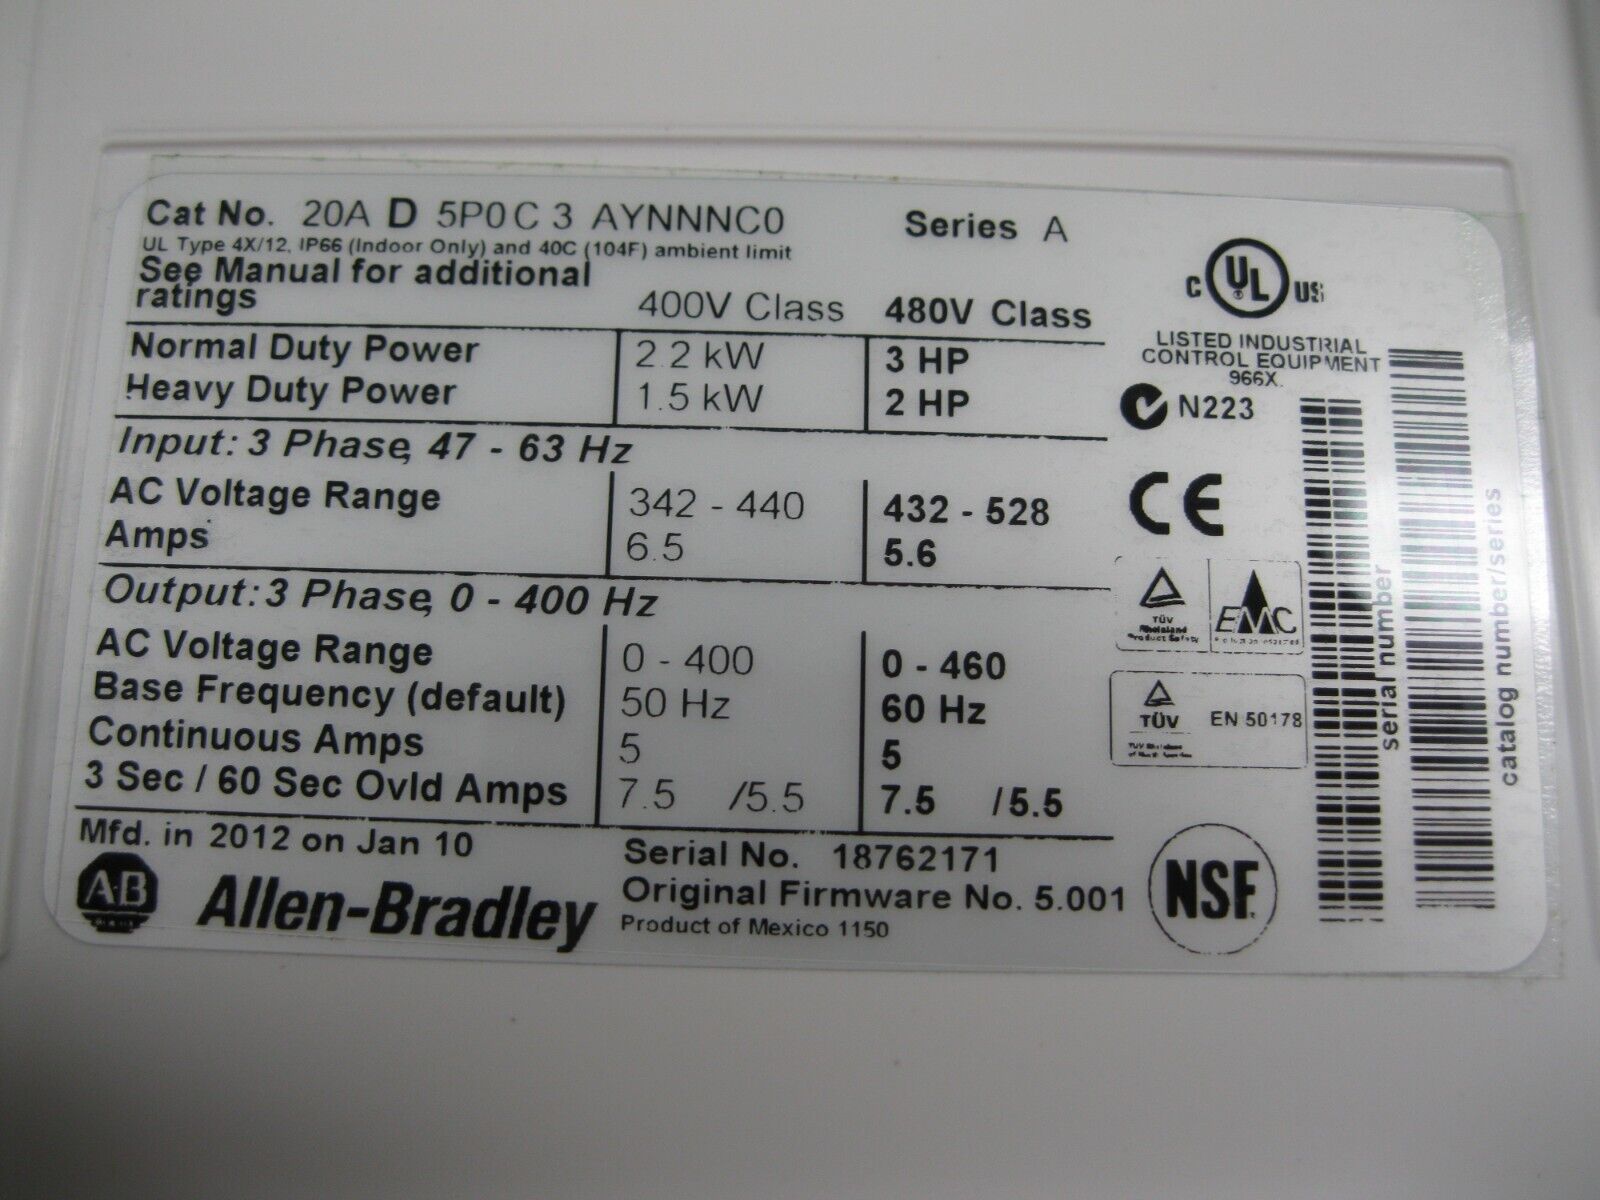 Cat No. 20A D 5P0 C 3 AYNNNC0 Series A
UL Type 4X/12, IP66 (Indoor Only) and 40C (104F) ambient limit
See Manual for additional
ratings 400V Class 480V Class
Normal Duty Power 2.2 kW 3 HP
Heavy Duty Power 1.5 kW 2 HP
Input: 3 Phase, 47 - 63 Hz
AC Voltage Range 342 - 440 432 - 528
Amps 6.5 5.6
Output: 3 Phase, 0 - 400 Hz
AC Voltage Range 0 - 400 0 - 460
Base Frequency (default) 50 Hz 60 Hz
Continuous Amps 5 5
3 Sec / 60 Sec Ovld Amps 7.5 /5.5 7.5 /5.5
Mfd. in 2012 on Jan 10
Serial No. 18762171
Original Firmware No. 5.001
Product of Mexico 1150
A-B
Allen-Bradley
C UL ® US
LISTED INDUSTRIAL
CONTROL EQUIPMENT
966X
N223
CE
TÜV
Rheinland
Product Safety
EMC
TÜV EN 50178
NSF.
serial number
catalog number/series